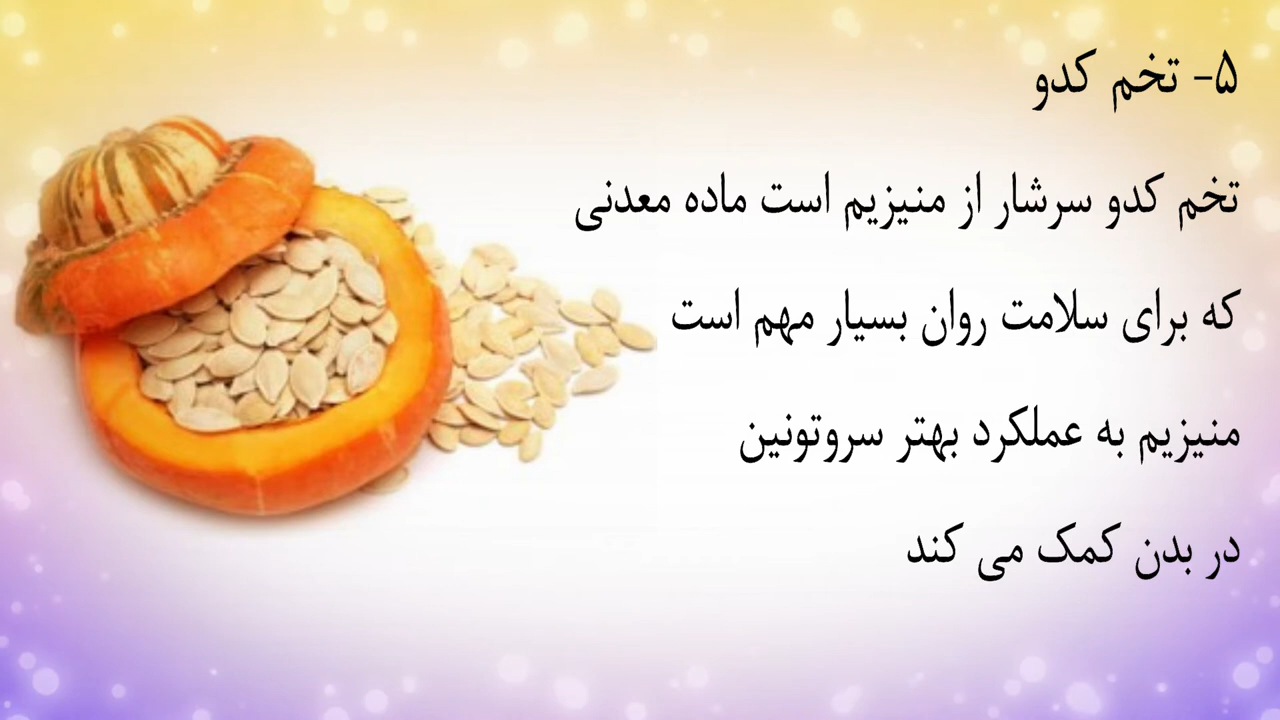 ۵- تخم کدو
تخم کدو سرشار از منیزیم است ماده معدنی
که برای سلامت روان بسیار مهم است
منیزیم به عملکرد بهتر سروتونین
در بدن کمک می کند